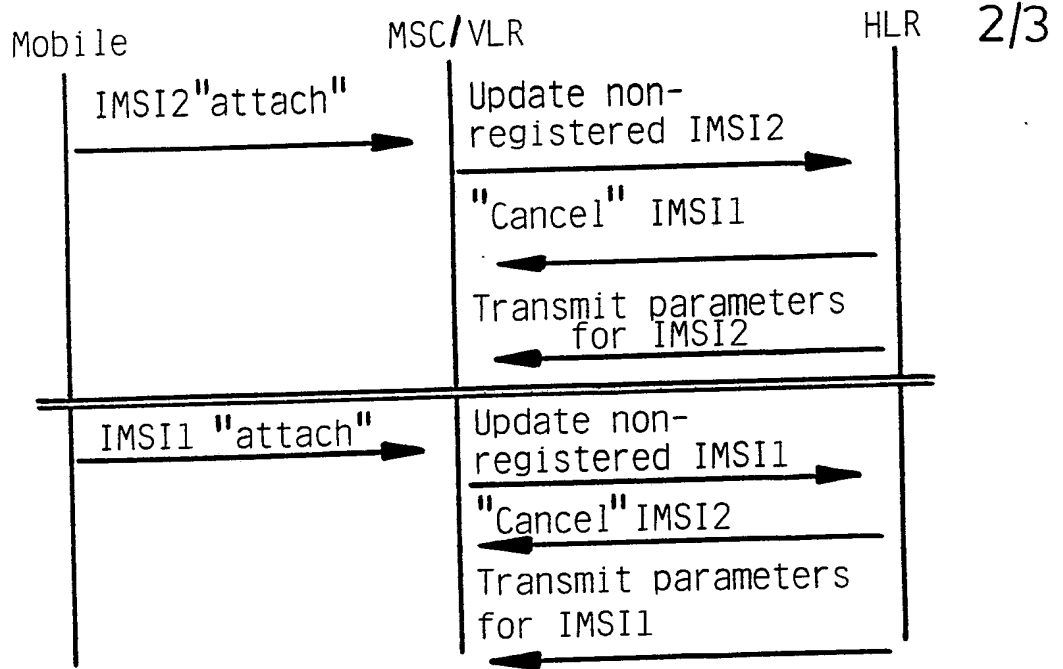 Mobile
MSC/VLR
HLR
2/3
IMSI2"attach"
Update non-
registered IMSI2
"Cancel" IMSI1
Transmit parameters
for IMSI2
IMSI1 "attach"
Update non-
registered IMSI1
"Cancel"IMSI2
Transmit parameters
for IMSI1